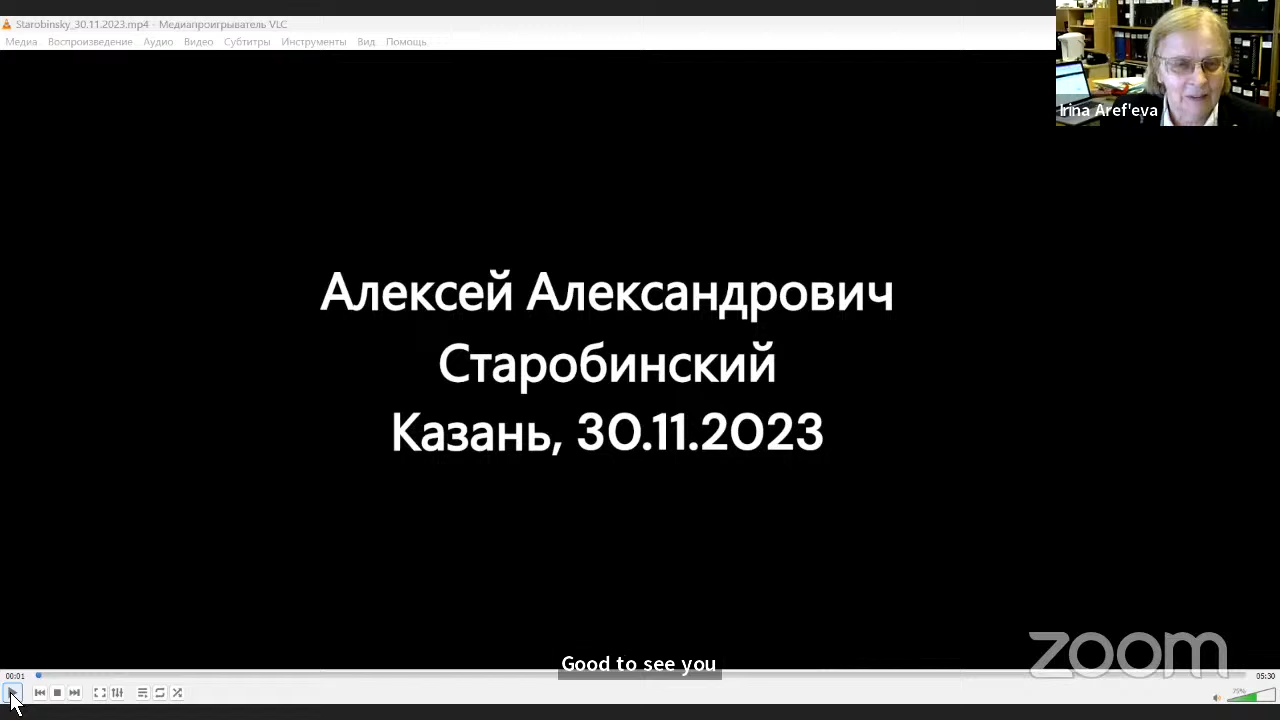 Starobinsky_30.11.2023.mp4 - Медиапроигрыватель VLC
Медиа Воспроизведение Аудио Видео Субтитры Инструменты Вид Помощь
Irina Aref'eva
Алексей Александрович
Старобинский
Казань, 30.11.2023
Good to see you
zoom
00:01
05:30
75%